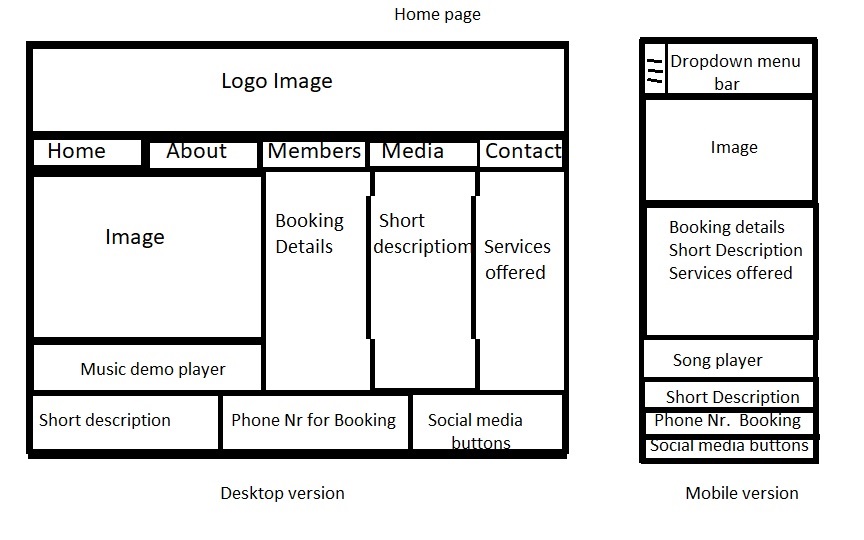 Home page
Logo Image
Home About Members Media Contact
Image
Booking
Details
Short
descriptiom
Services
offered
Music demo player
Short description
Phone Nr for Booking
Social media
buttons
Desktop version
Dropdown menu
bar
Image
Booking details
Short Description
Services offered
Song player
Short Description
Phone Nr. Booking
Social media buttons
Mobile version